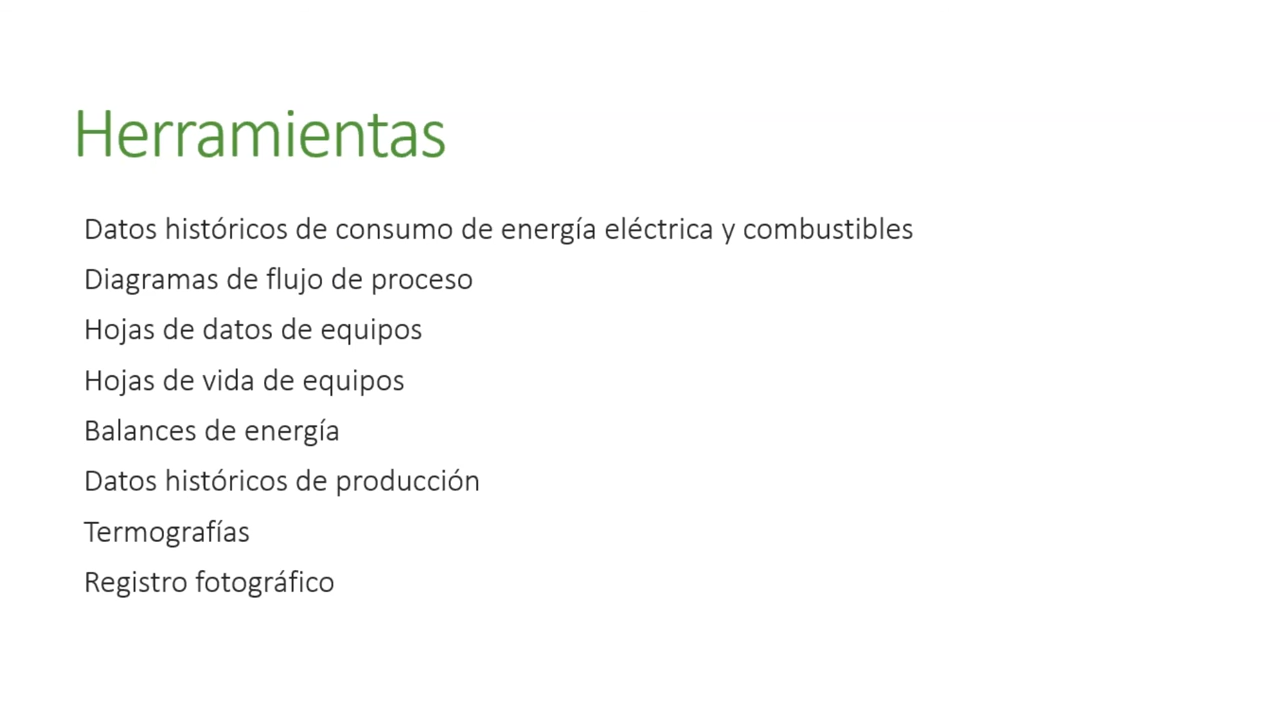 Herramientas
Datos históricos de consumo de energía eléctrica y combustibles
Diagramas de flujo de proceso
Hojas de datos de equipos
Hojas de vida de equipos
Balances de energía
Datos históricos de producción
Termografías
Registro fotográfico